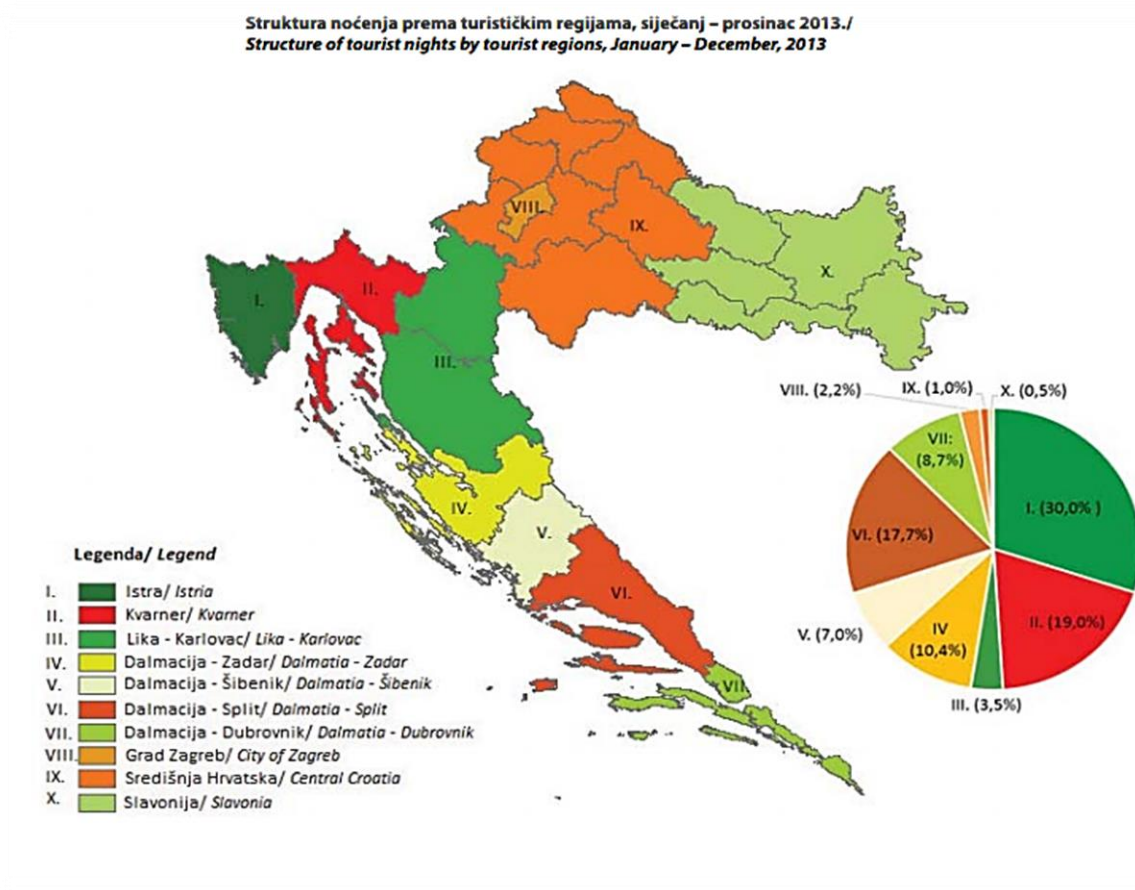 Struktura noćenja prema turističkim regijama, siječanj – prosinac 2013./
Structure of tourist nights by tourist regions, January – December, 2013
VIII.
IX.
X.
I.
II.
III.
IV.
V.
VI.
VII.
VIII. (2,2%)
IX. (1,0%)
X. (0,5%)
VII:
(8,7%)
I. (30,0% )
VI. (17,7%)
II. (19,0%)
IV
(10,4%)
V. (7,0%)
III. (3,5%)
Legenda/ Legend
I. Istra/ Istria
II. Kvarner/ Kvarner
III. Lika - Karlovac/ Lika - Karlovac
IV. Dalmacija - Zadar/ Dalmatia - Zadar
V. Dalmacija - Šibenik/ Dalmatia - Šibenik
VI. Dalmacija - Split/ Dalmatia - Split
VII. Dalmacija - Dubrovnik/ Dalmatia - Dubrovnik
VIII. Grad Zagreb/ City of Zagreb
IX. Središnja Hrvatska/ Central Croatia
X. Slavonija/ Slavonia